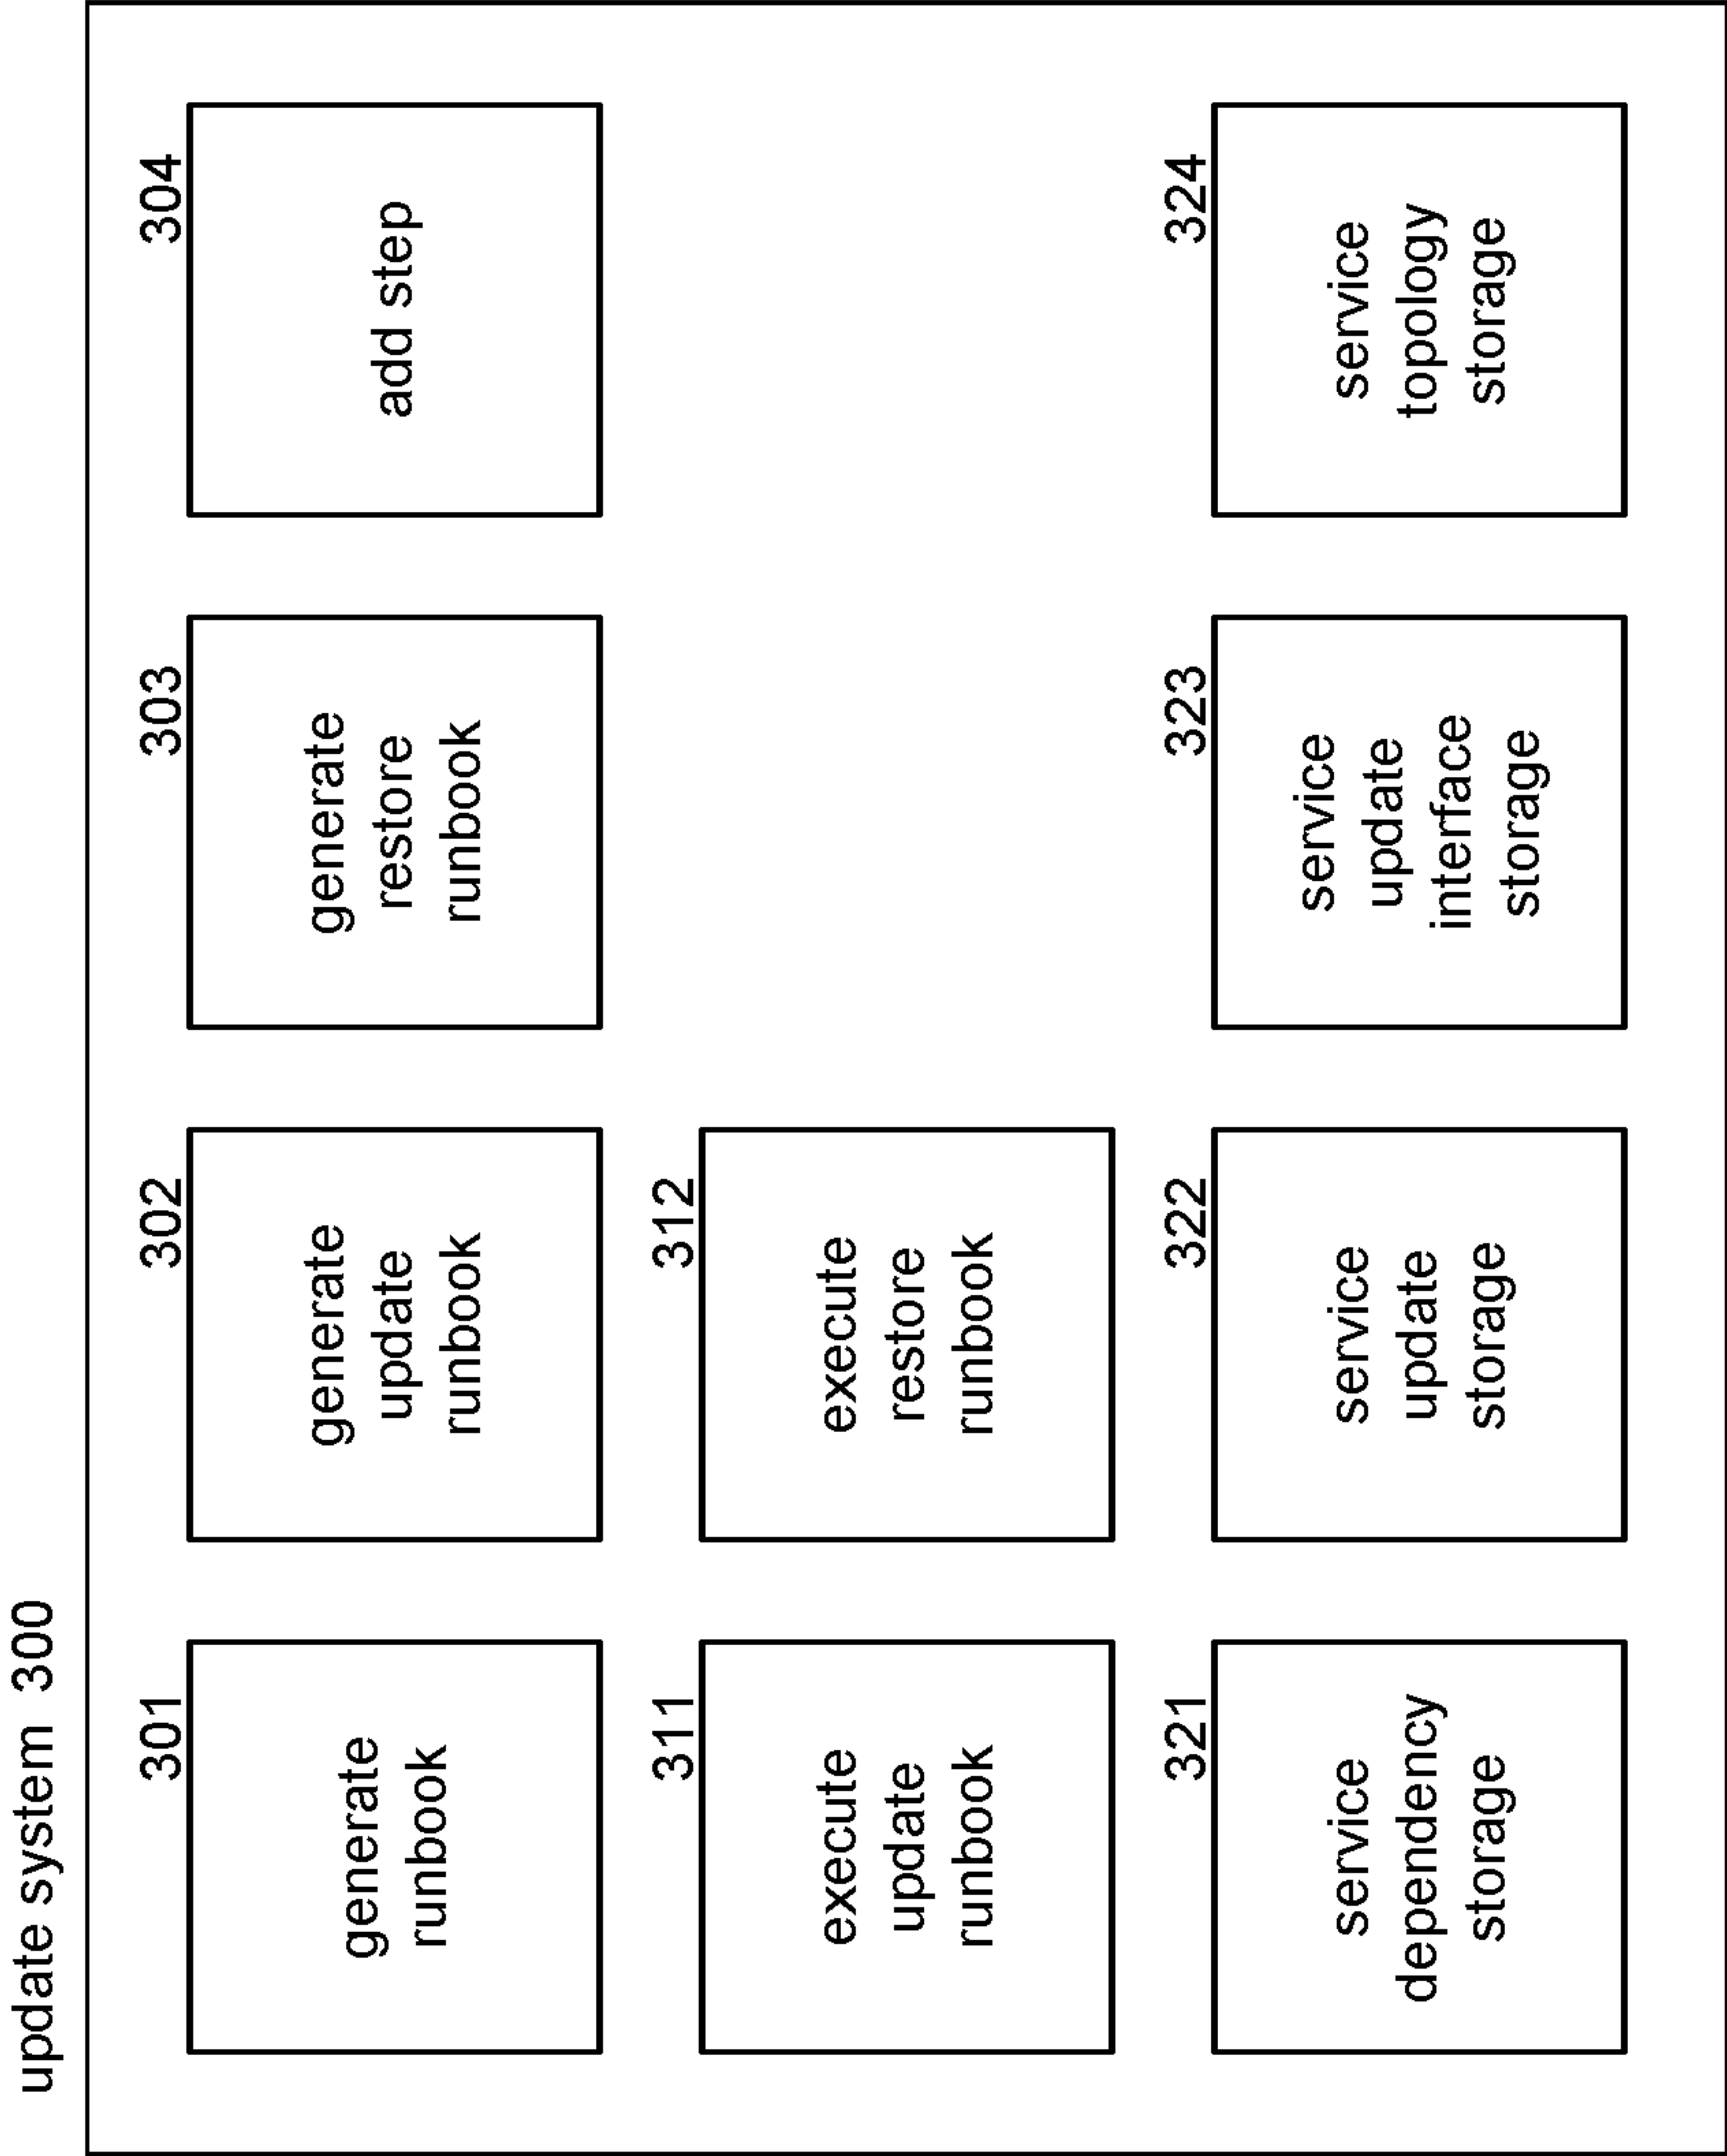 update system 300
301
generate
runbook
302
generate
update
runbook
303
generate
restore
runbook
304
add step
311
execute
update
runbook
312
execute
restore
runbook
321
service
dependency
storage
322
service
update
storage
323
service
update
interface
storage
324
service
topology
storage